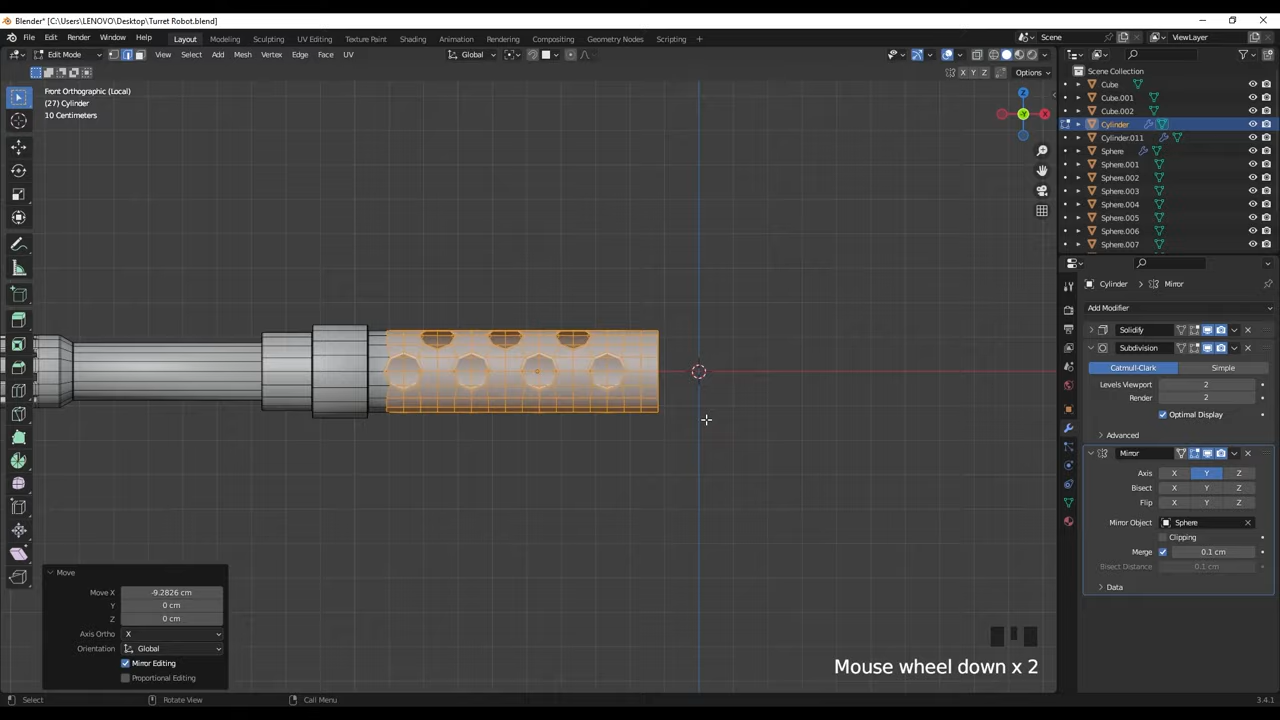 Blender* [C:\Users\LENOVO\Desktop\Turret Robot.blend]
File Edit Render Window Help Layout Modeling Sculpting UV Editing Texture Paint Shading Animation Rendering Compositing Geometry Nodes Scripting Scene ViewLayer
Edit Mode View Select Add Mesh Vertex Edge Face UV Global
X Y Z Options
Front Orthographic (Local)
(27) Cylinder
10 Centimeters
Z
Y
X
Scene Collection
Cube
Cube.001
Cube.002
Cylinder
Cylinder.011
Sphere
Sphere.001
Sphere.002
Sphere.003
Sphere.004
Sphere.005
Sphere.006
Sphere.007
Cylinder Mirror
Add Modifier
Solidify
Subdivision
Catmull-Clark Simple
Levels Viewport 2
Render 2
Optimal Display
Advanced
Mirror
Axis X Y Z
Bisect X Y Z
Flip X Y Z
Mirror Object Sphere
Clipping
Merge 0.1 cm
Bisect Distance 0.1 cm
Data
Move
Move X -9.2826 cm
Y 0 cm
Z 0 cm
Axis Ortho X
Orientation Global
Mirror Editing
Proportional Editing
Mouse wheel down x 2
Select Rotate View Call Menu 3.4.1